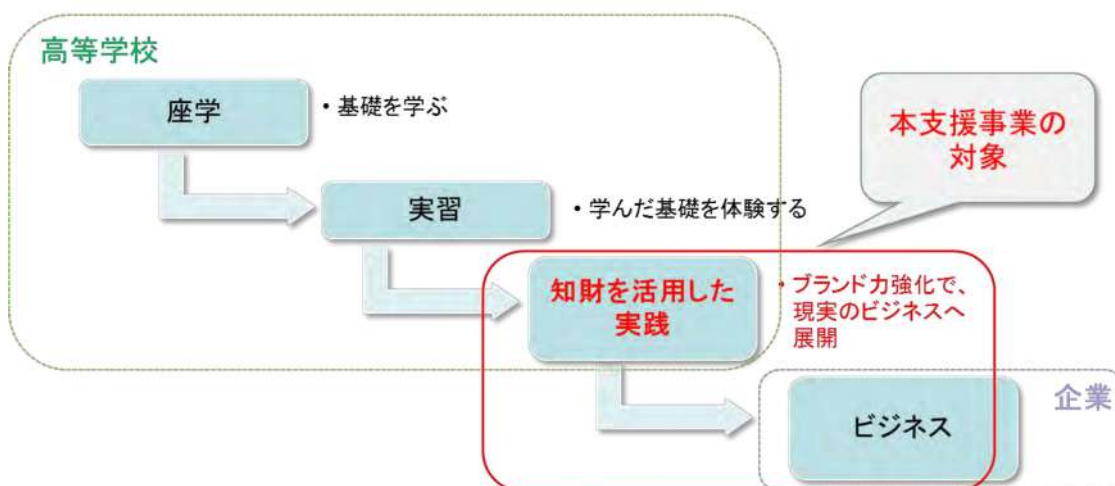 高等学校
座学
・基礎を学ぶ
本支援事業の
対象
実習
・学んだ基礎を体験する
知財を活用した
実践
・ブランド力強化で、
現実のビジネスへ
展開
企業
ビジネス